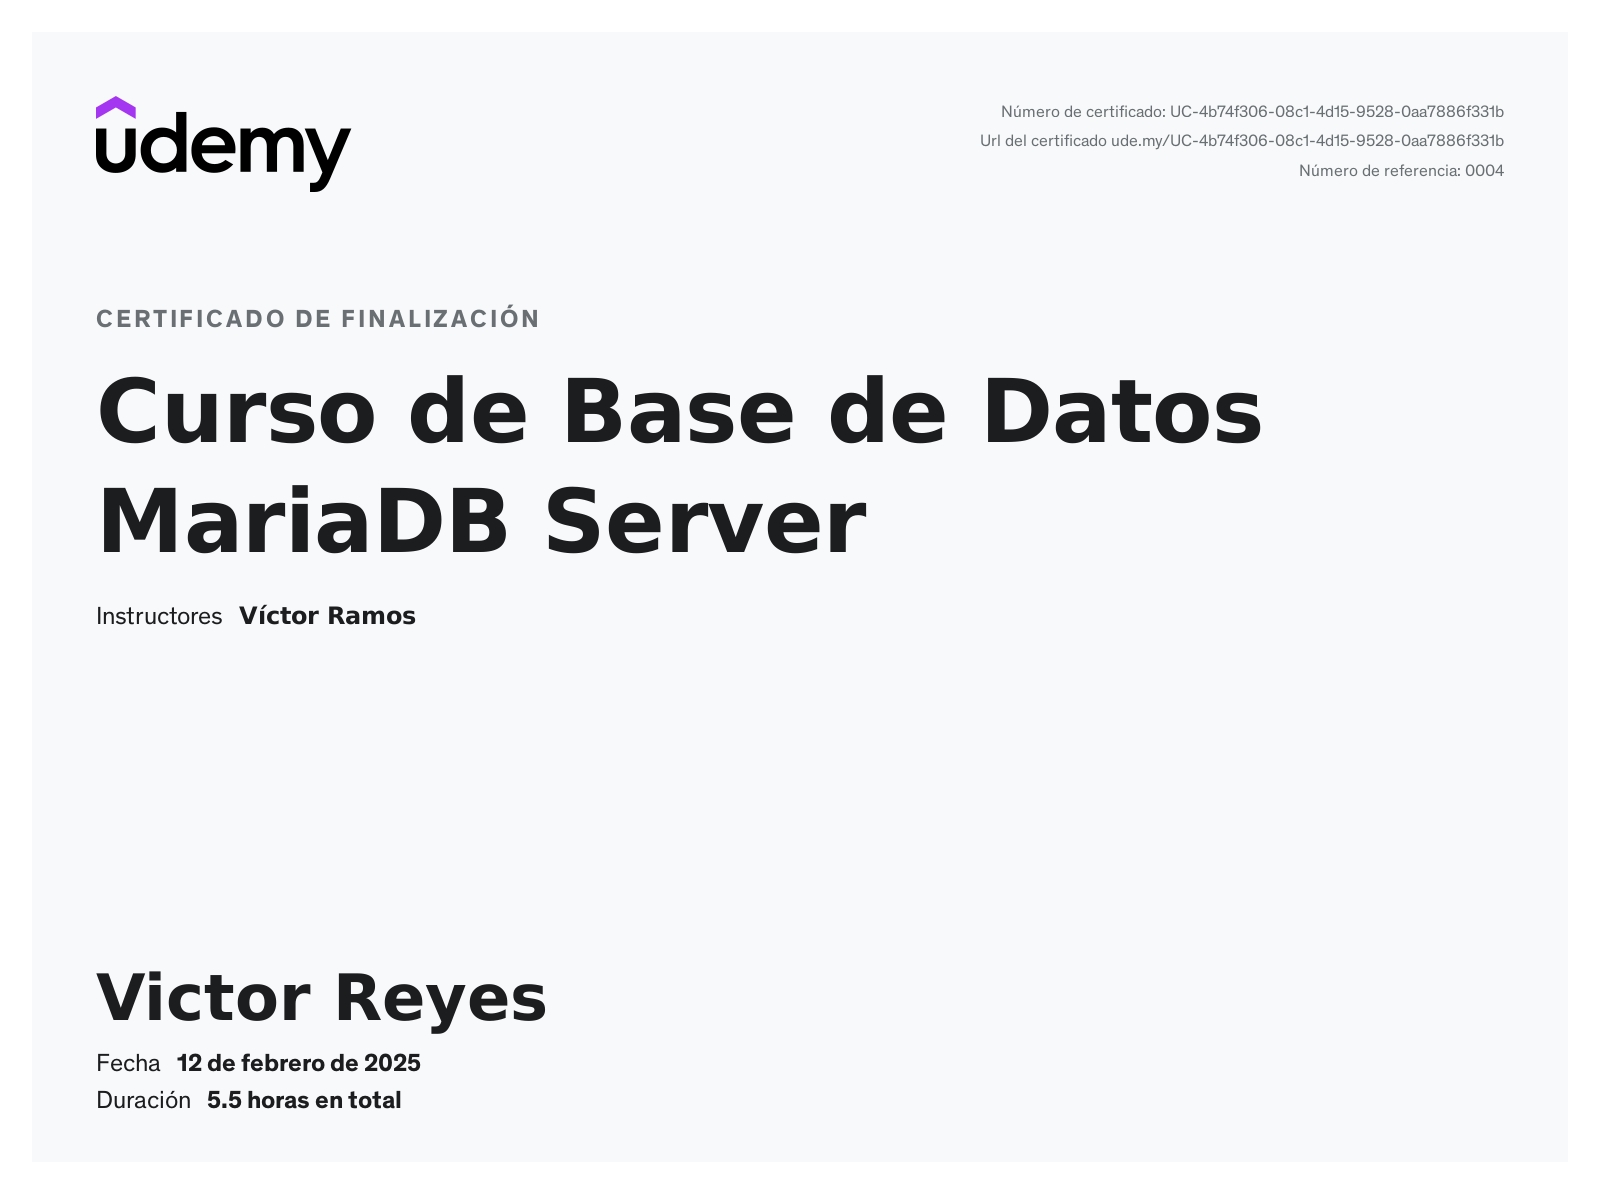 udemy
Número de certificado: UC-4b74f306-08c1-4d15-9528-0aa7886f331b
Url del certificado ude.my/UC-4b74f306-08c1-4d15-9528-0aa7886f331b
Número de referencia: 0004
CERTIFICADO DE FINALIZACIÓN
Curso de Base de Datos
MariaDB Server
Instructores Víctor Ramos
Victor Reyes
Fecha 12 de febrero de 2025
Duración 5.5 horas en total